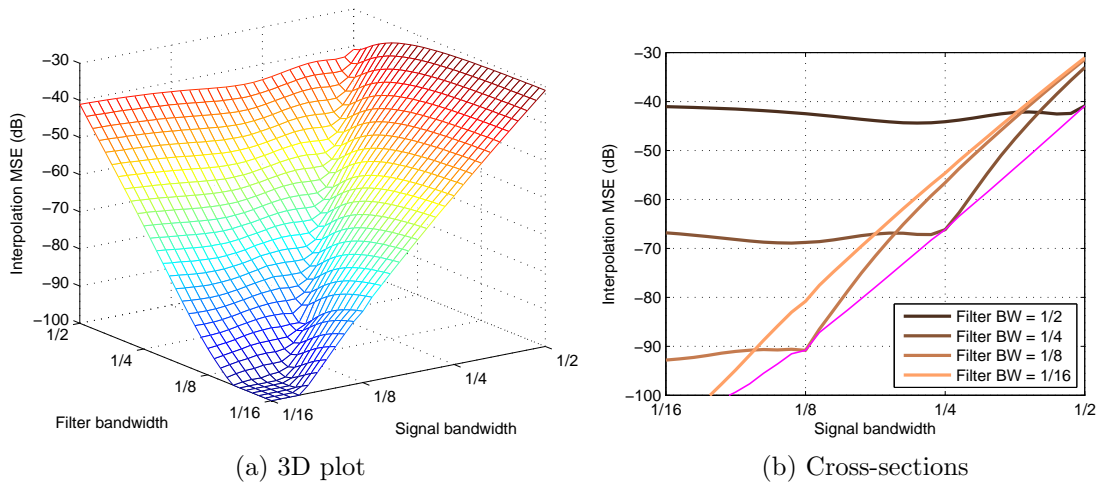 −30
−40
−50
−60
−70
−80
−90
−100
Interpolation MSE (dB)
1/2
1/4
1/8
1/16
Filter bandwidth
1/16
1/8
1/4
1/2
Signal bandwidth
(a) 3D plot
−30
−40
−50
−60
−70
−80
−90
−100
Interpolation MSE (dB)
1/16
1/8
1/4
1/2
Signal bandwidth
Filter BW = 1/2
Filter BW = 1/4
Filter BW = 1/8
Filter BW = 1/16
(b) Cross-sections